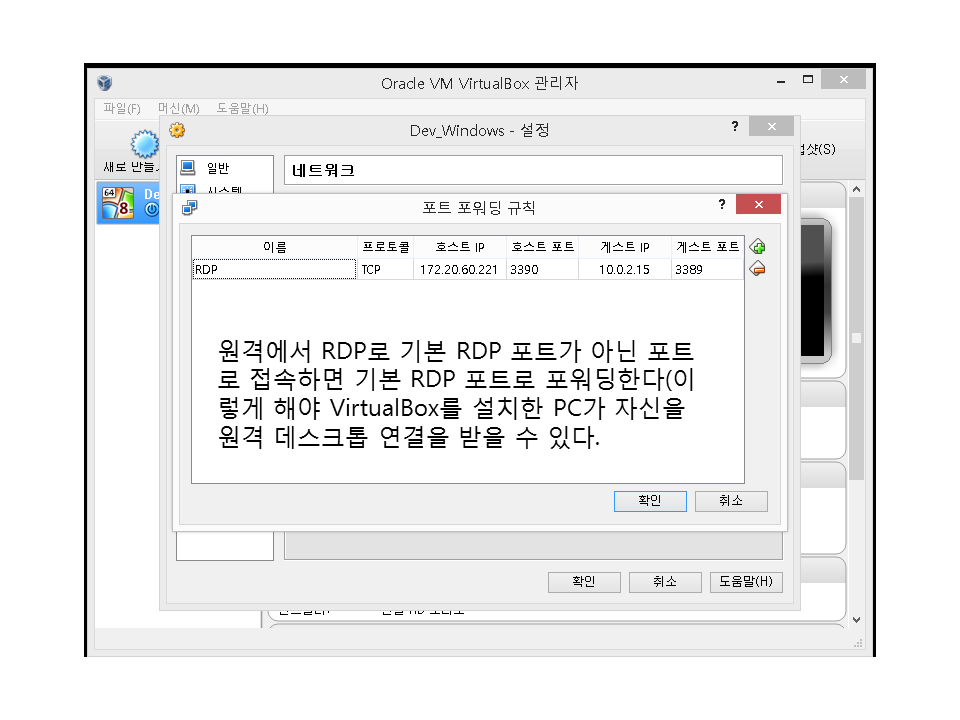 Oracle VM VirtualBox 관리자
파일(F) 머신(M) 도움말(H)
Dev_Windows - 설정
?
새로 만들
샷(S)
일반
네트워크
시스템
64
8
De
포트 포워딩 규칙
?
이름 프로토콜 호스트 IP 호스트 포트 게스트 IP 게스트 포트
RDP TCP 172.20.60.221 3390 10.0.2.15 3389
원격에서 RDP로 기본 RDP 포트가 아닌 포트
로 접속하면 기본 RDP 포트로 포워딩한다(이
렇게 해야 VirtualBox를 설치한 PC가 자신을
원격 데스크톱 연결을 받을 수 있다.
확인 취소
확인 취소 도움말(H)